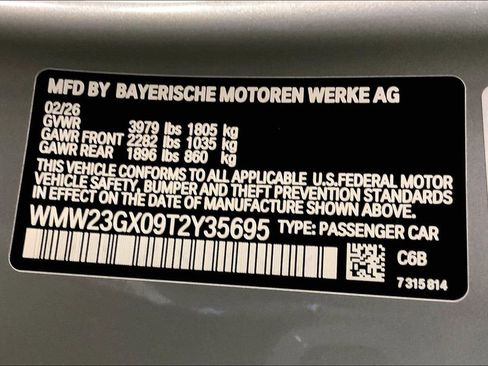 MFD BY BAYERISCHE MOTOREN WERKE AG
02/26
GVWR 3979 lbs 1805 kg
GAWR FRONT 2282 lbs 1035 kg
GAWR REAR 1896 lbs 860 kg
THIS VEHICLE CONFORMS TO ALL APPLICABLE U.S.FEDERAL MOTOR
VEHICLE SAFETY, BUMPER AND THEFT PREVENTION STANDARDS
IN EFFECT ON THE DATE OF MANUFACTURE SHOWN ABOVE.
WMW23GX09T2Y35695 TYPE: PASSENGER CAR
C6B
7 315 814